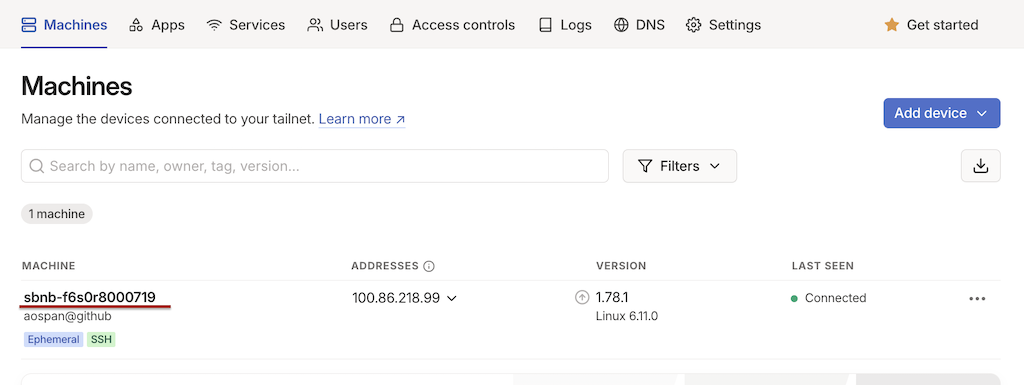 Machines Apps Services Users Access controls Logs DNS Settings Get started
Machines
Manage the devices connected to your tailnet. Learn more ↗
Add device
Search by name, owner, tag, version...
Filters
1 machine
MACHINE ADDRESSES VERSION LAST SEEN
sbnb-f6s0r8000719 100.86.218.99 1.78.1 Connected
aospan@github Linux 6.11.0
Ephemeral SSH